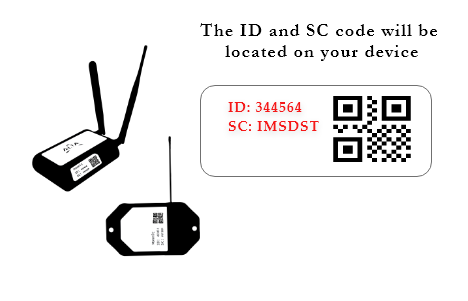 The ID and SC code will be
located on your device
ID: 344564
SC: IMSDST